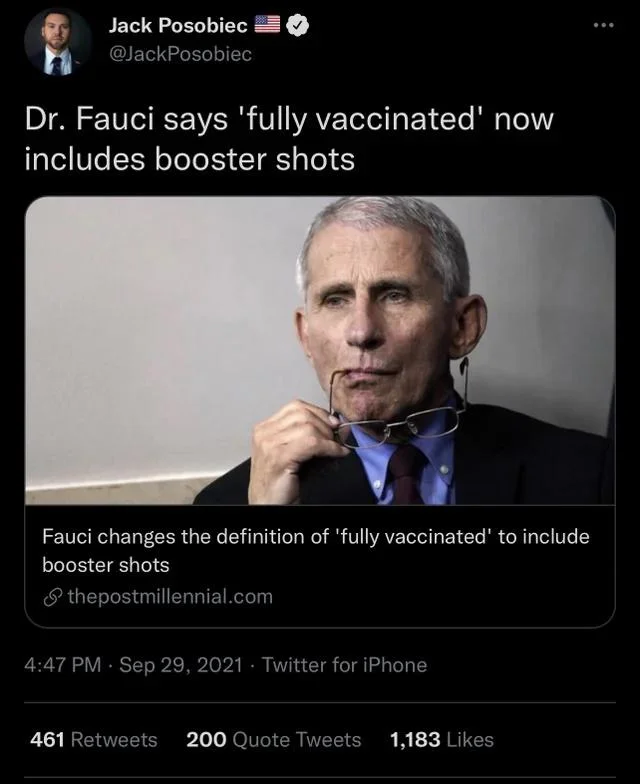 Jack Posobiec 🇺🇸
@JackPosobiec
Dr. Fauci says 'fully vaccinated' now
includes booster shots
Fauci changes the definition of 'fully vaccinated' to include
booster shots
thepostmillennial.com
4:47 PM · Sep 29, 2021 · Twitter for iPhone
461 Retweets 200 Quote Tweets 1,183 Likes